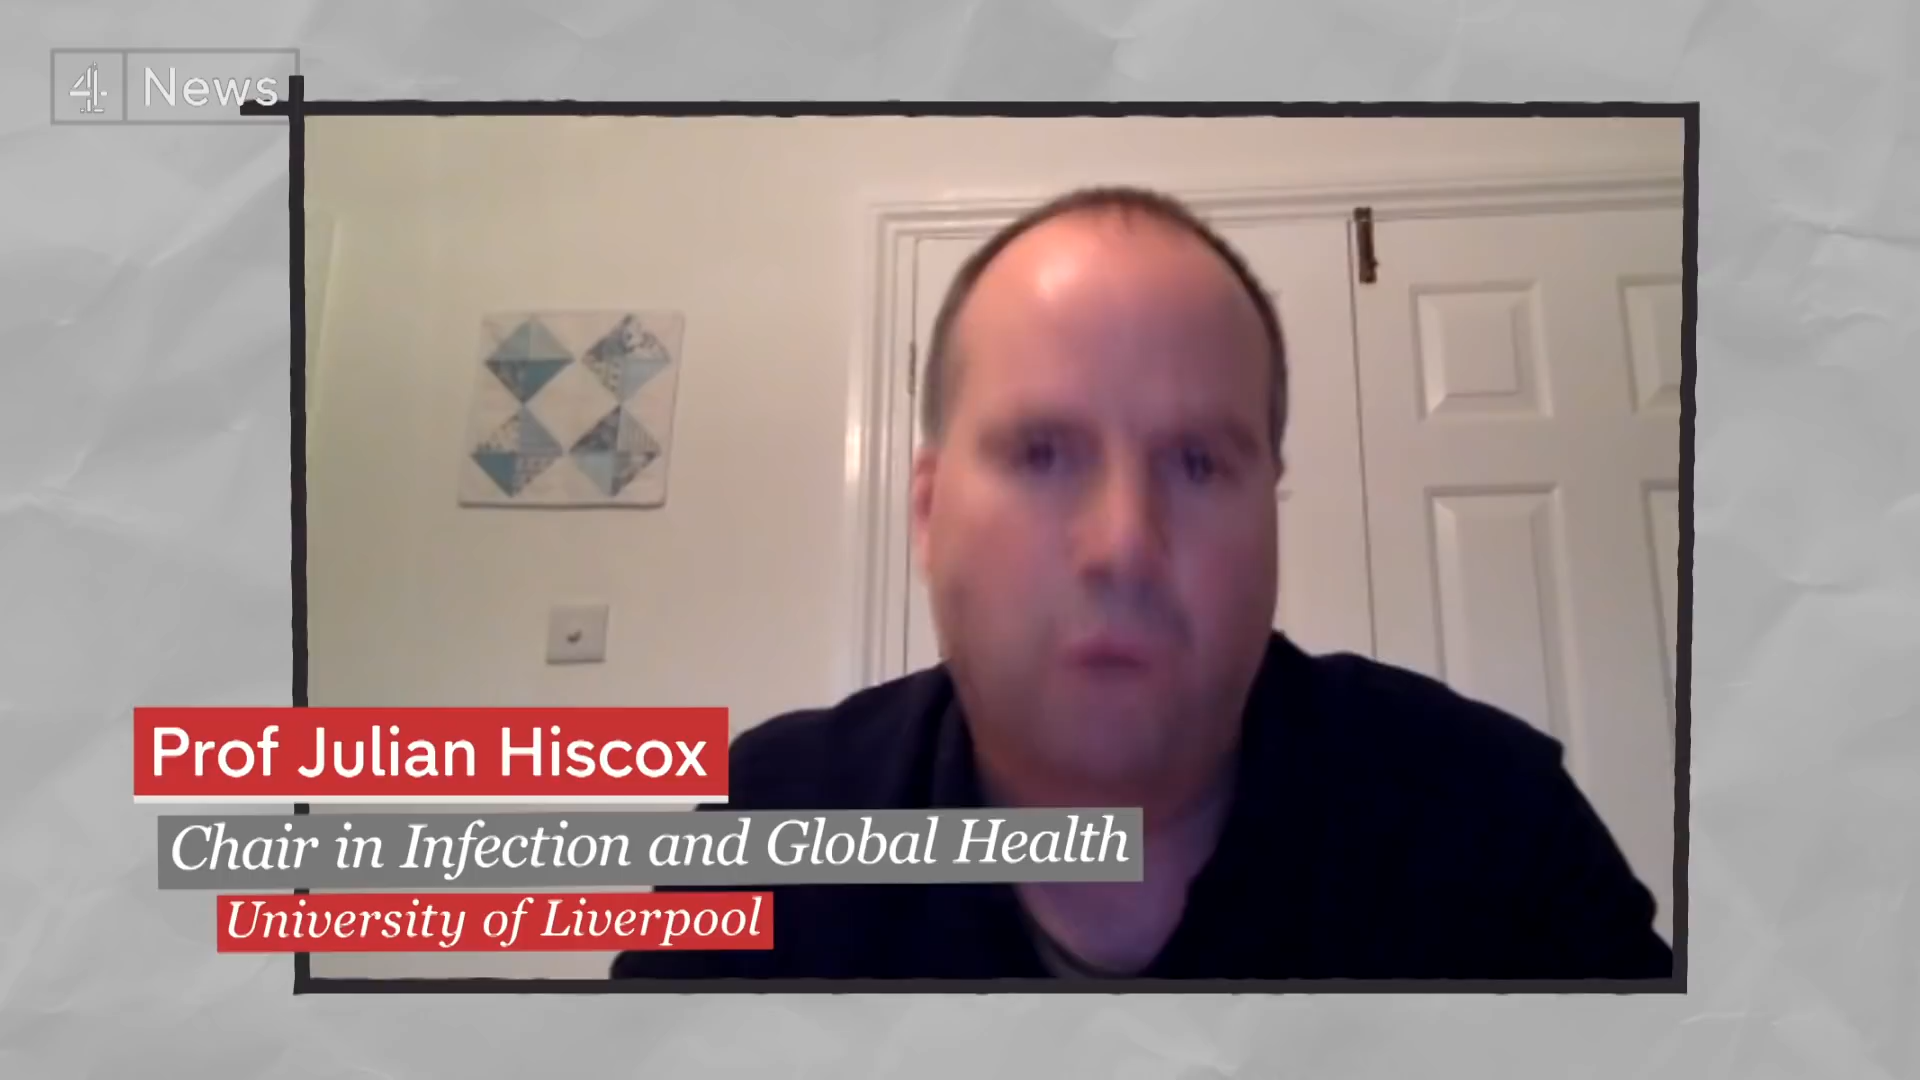 4 News
Prof Julian Hiscox
Chair in Infection and Global Health
University of Liverpool